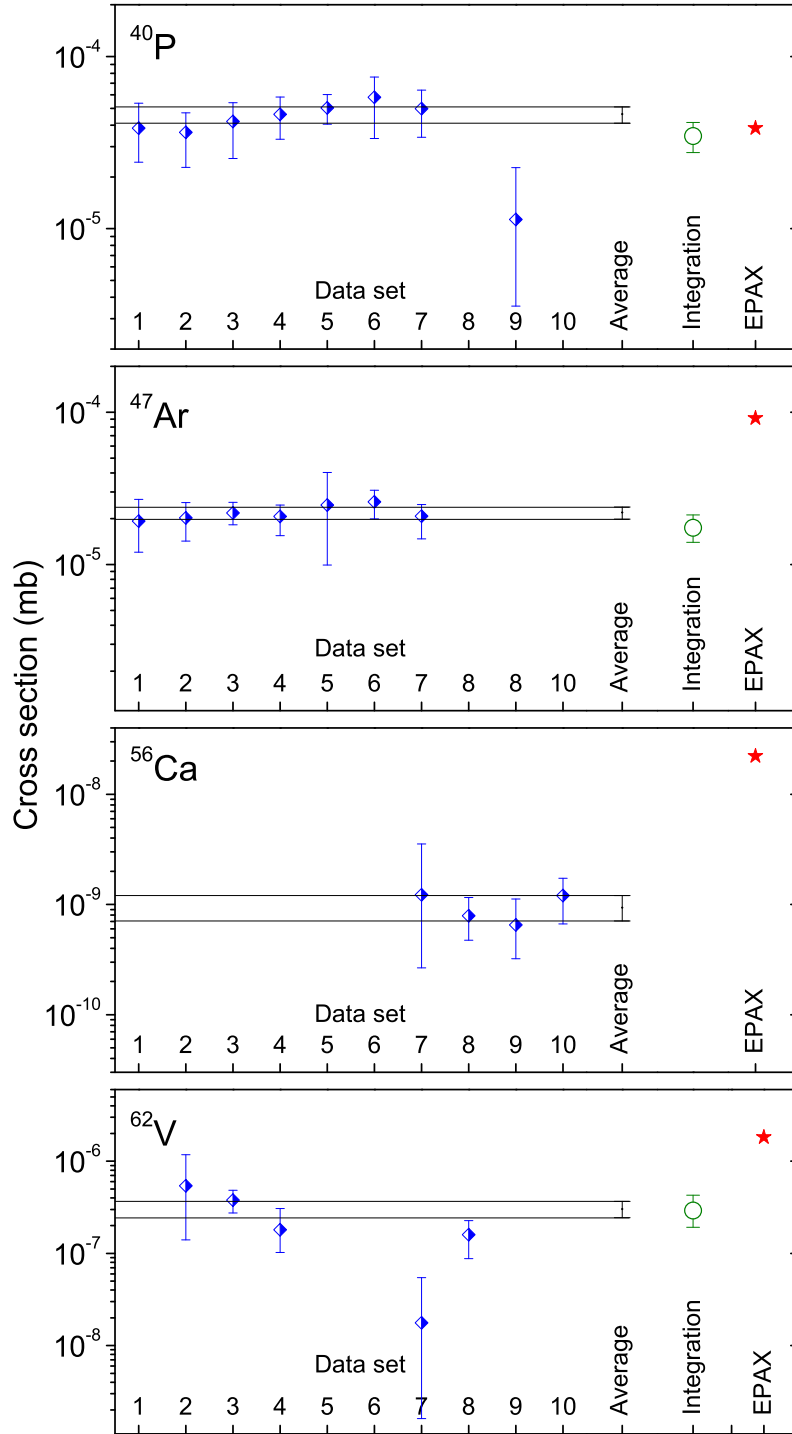 Cross section (mb)
⁴⁰P
10⁻⁴
10⁻⁵
Data set
1 2 3 4 5 6 7 8 9 10 Average Integration EPAX
⁴⁷Ar
10⁻⁴
10⁻⁵
Data set
1 2 3 4 5 6 7 8 9 10 Average Integration EPAX
⁵⁶Ca
10⁻⁸
10⁻⁹
10⁻¹⁰
Data set
1 2 3 4 5 6 7 8 9 10 Average EPAX
⁶²V
10⁻⁶
10⁻⁷
10⁻⁸
Data set
1 2 3 4 5 6 7 8 9 10 Average Integration EPAX